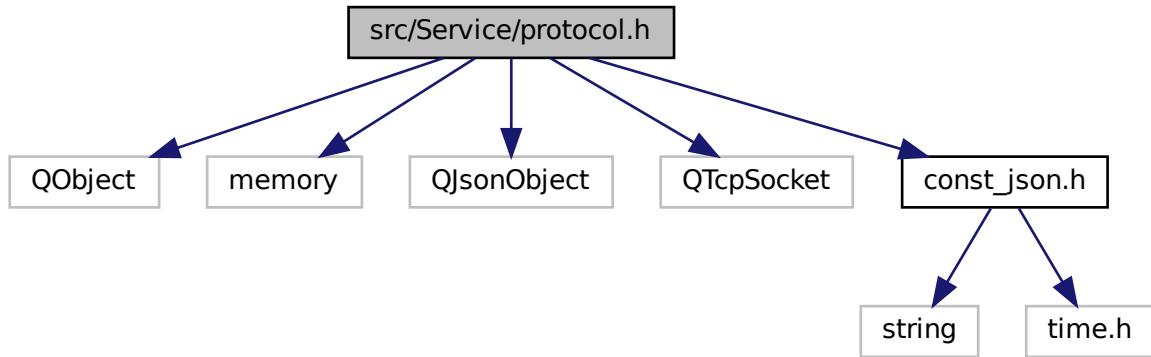 src/Service/protocol.h
QObject
memory
QJsonObject
QTcpSocket
const_json.h
string
time.h